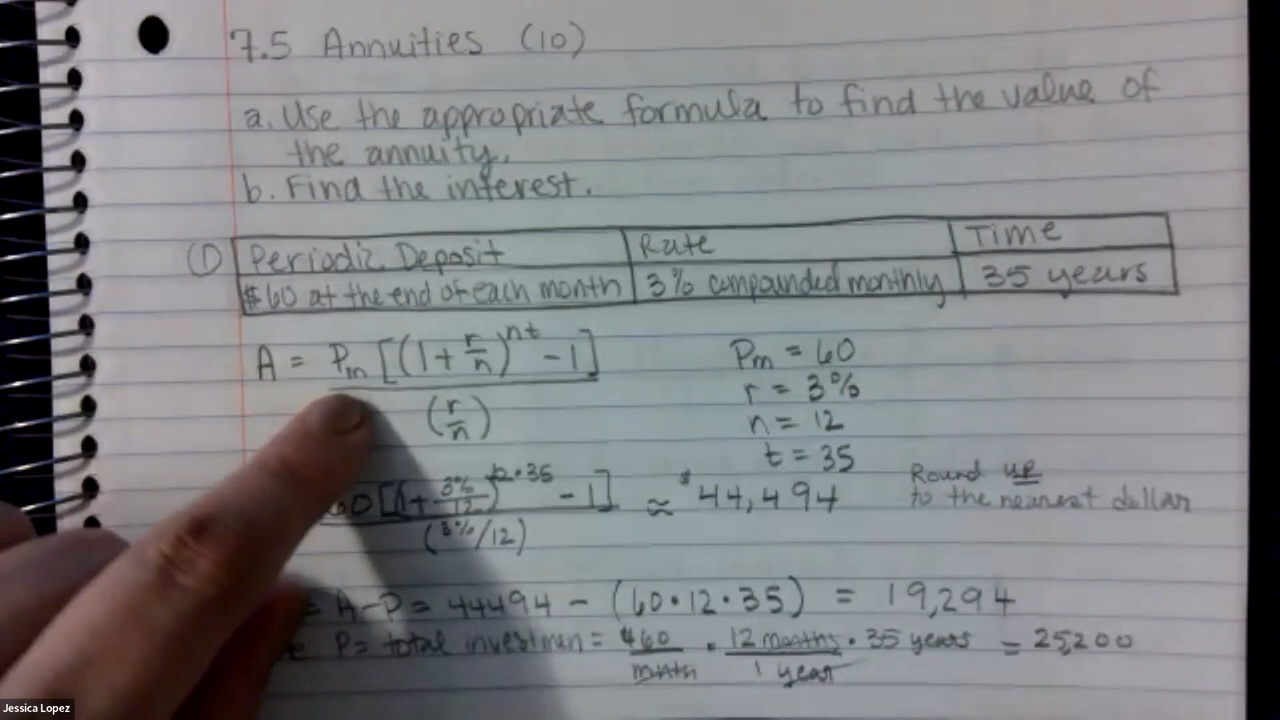 7.5 Annuities (10)
a. Use the appropriate formula to find the value of
the annuity.
b. Find the interest.
(1) Periodic Deposit Rate Time
$60 at the end of each month 3% compounded monthly 35 years
A = Pm [(1 + r/n)^nt - 1] / (r/n)
Pm = 60
r = 3%
n = 12
t = 35
60[(1 + 3%/12)^12·35 - 1] / (3%/12) ≈ $44,494
Round up
to the nearest dollar
= A-P = 44494 - (60·12·35) = 19,294
P = total investmen = $60/month · 12 months/1 year · 35 years = 25,200
Jessica Lopez